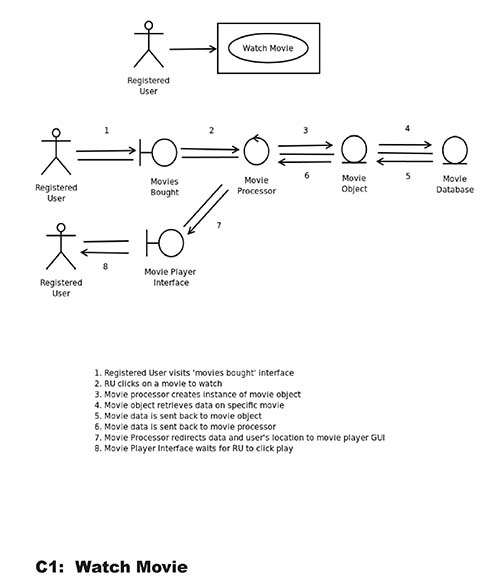 Watch Movie
Registered
User
1
2
3
4
Registered
User
Movies
Bought
Movie
Processor
6
Movie
Object
5
Movie
Database
7
Registered
User
8
Movie Player
Interface
1. Registered User visits 'movies bought' interface
2. RU clicks on a movie to watch
3. Movie processor creates instance of movie object
4. Movie object retrieves data on specific movie
5. Movie data is sent back to movie object
6. Movie data is sent back to movie processor
7. Movie Processor redirects data and user's location to movie player GUI
8. Movie Player Interface waits for RU to click play
C1: Watch Movie